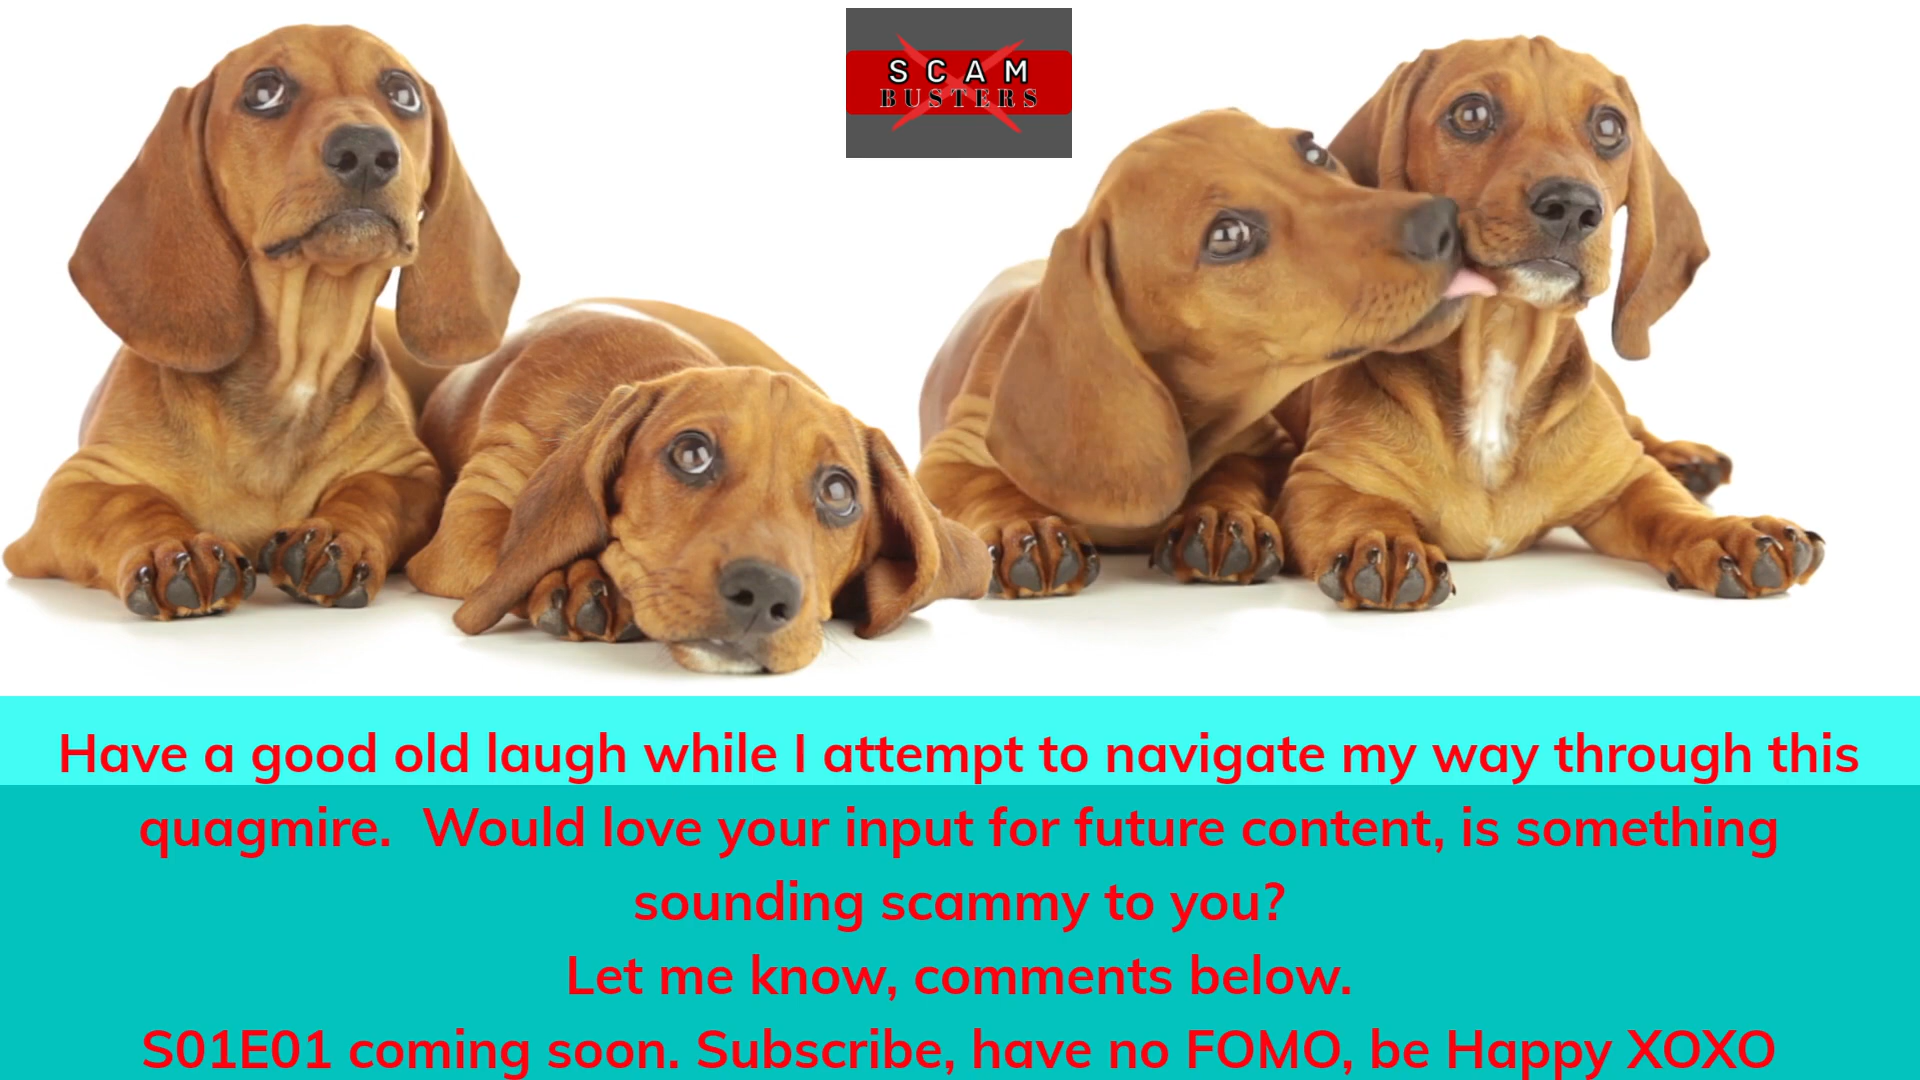 SCAM
BUSTERS
Have a good old laugh while I attempt to navigate my way through this
quagmire.  Would love your input for future content, is something
sounding scammy to you?
Let me know, comments below.
S01E01 coming soon. Subscribe, have no FOMO, be Happy XOXO